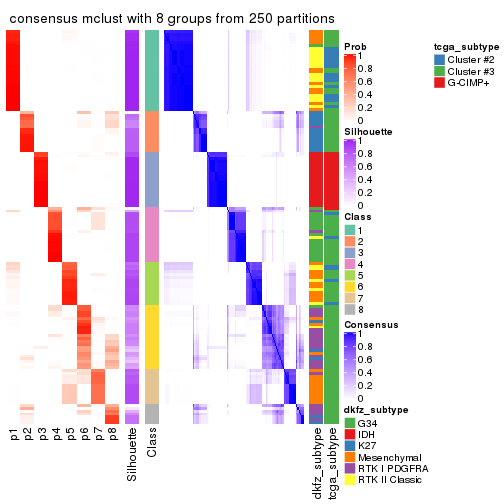 consensus mclust with 8 groups from 250 partitions
Prob
1
0.8
0.6
0.4
0.2
0
Silhouette
1
0.8
0.6
0.4
0.2
0
Class
1
2
3
4
5
6
7
8
Consensus
1
0.8
0.6
0.4
0.2
0
dkfz_subtype
G34
IDH
K27
Mesenchymal
RTK I PDGFRA
RTK II Classic
tcga_subtype
Cluster #2
Cluster #3
G-CIMP+
p1
p2
p3
p4
p5
p6
p7
p8
Silhouette
Class
dkfz_subtype
tcga_subtype